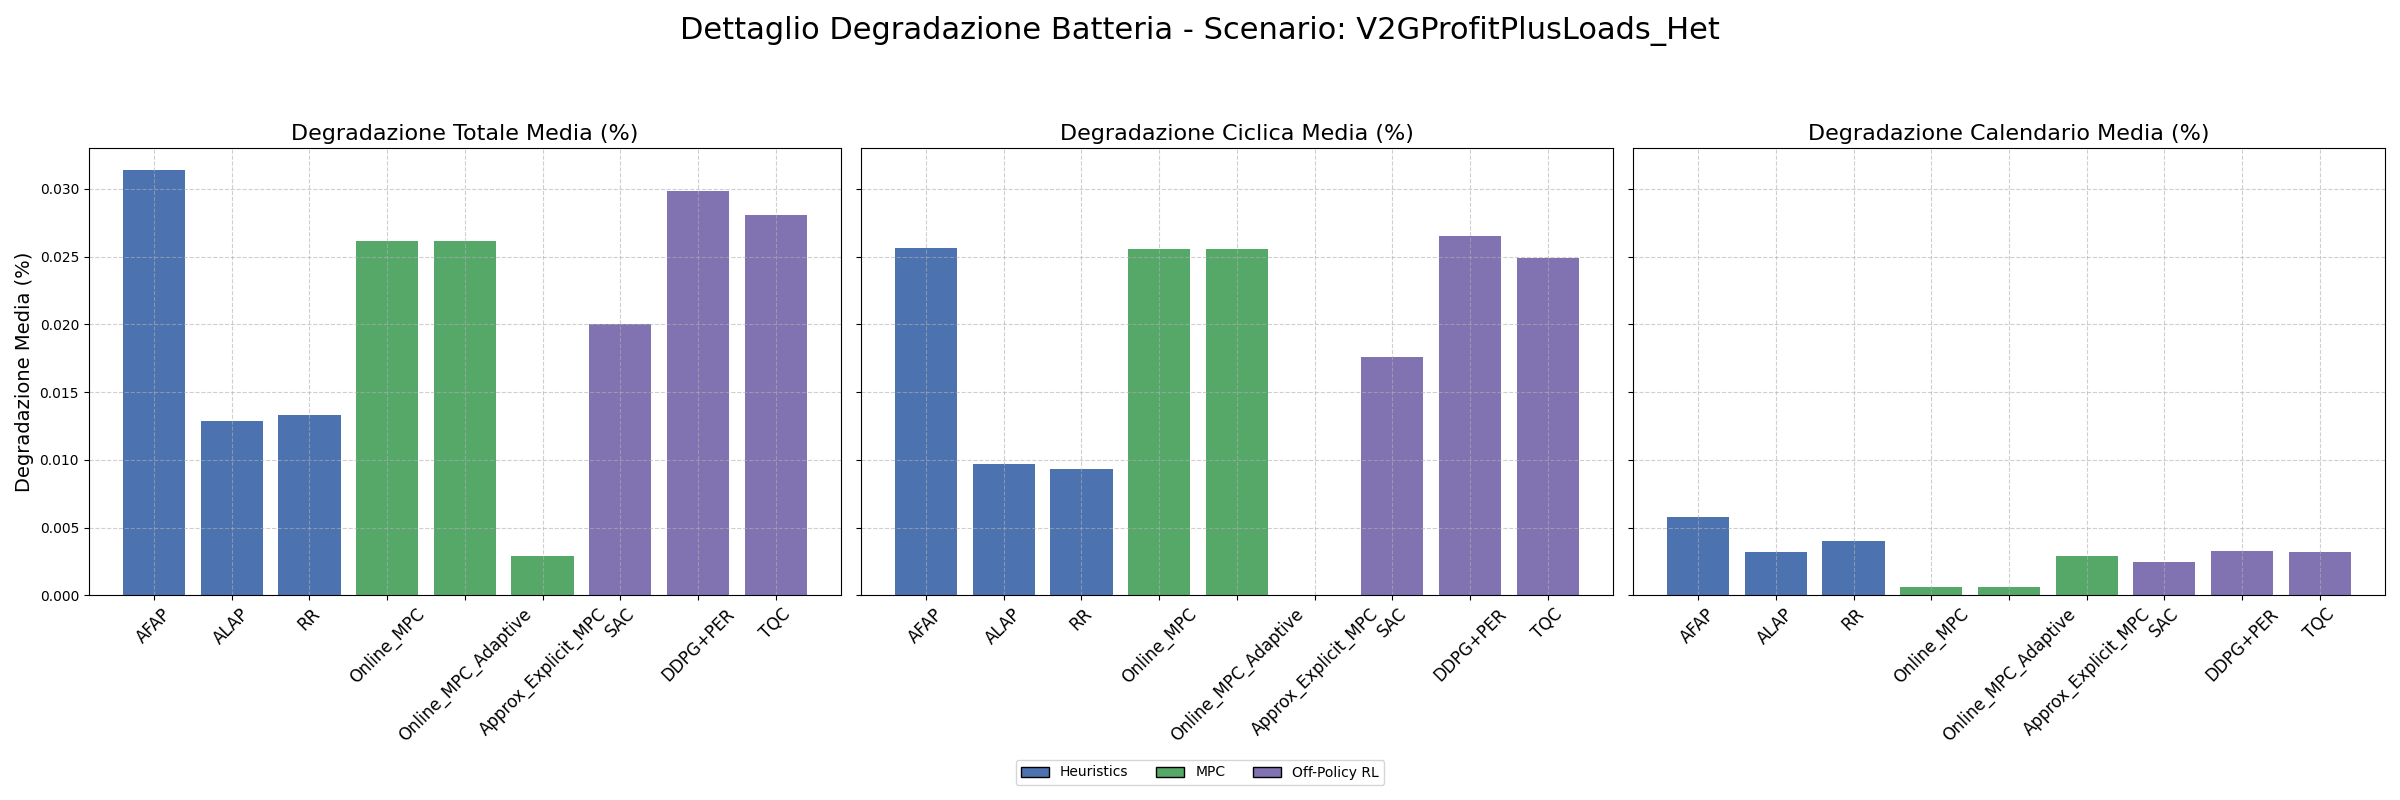 Dettaglio Degradazione Batteria - Scenario: V2GProfitPlusLoads_Het
Degradazione Totale Media (%)
Degradazione Media (%)
0.030
0.025
0.020
0.015
0.010
0.005
0.000
AFAP
ALAP
RR
Online_MPC
Online_MPC_Adaptive
Approx_Explicit_MPC
SAC
DDPG+PER
TQC
Degradazione Ciclica Media (%)
AFAP
ALAP
RR
Online_MPC
Online_MPC_Adaptive
Approx_Explicit_MPC
SAC
DDPG+PER
TQC
Degradazione Calendario Media (%)
AFAP
ALAP
RR
Online_MPC
Online_MPC_Adaptive
Approx_Explicit_MPC
SAC
DDPG+PER
TQC
Heuristics
MPC
Off-Policy RL